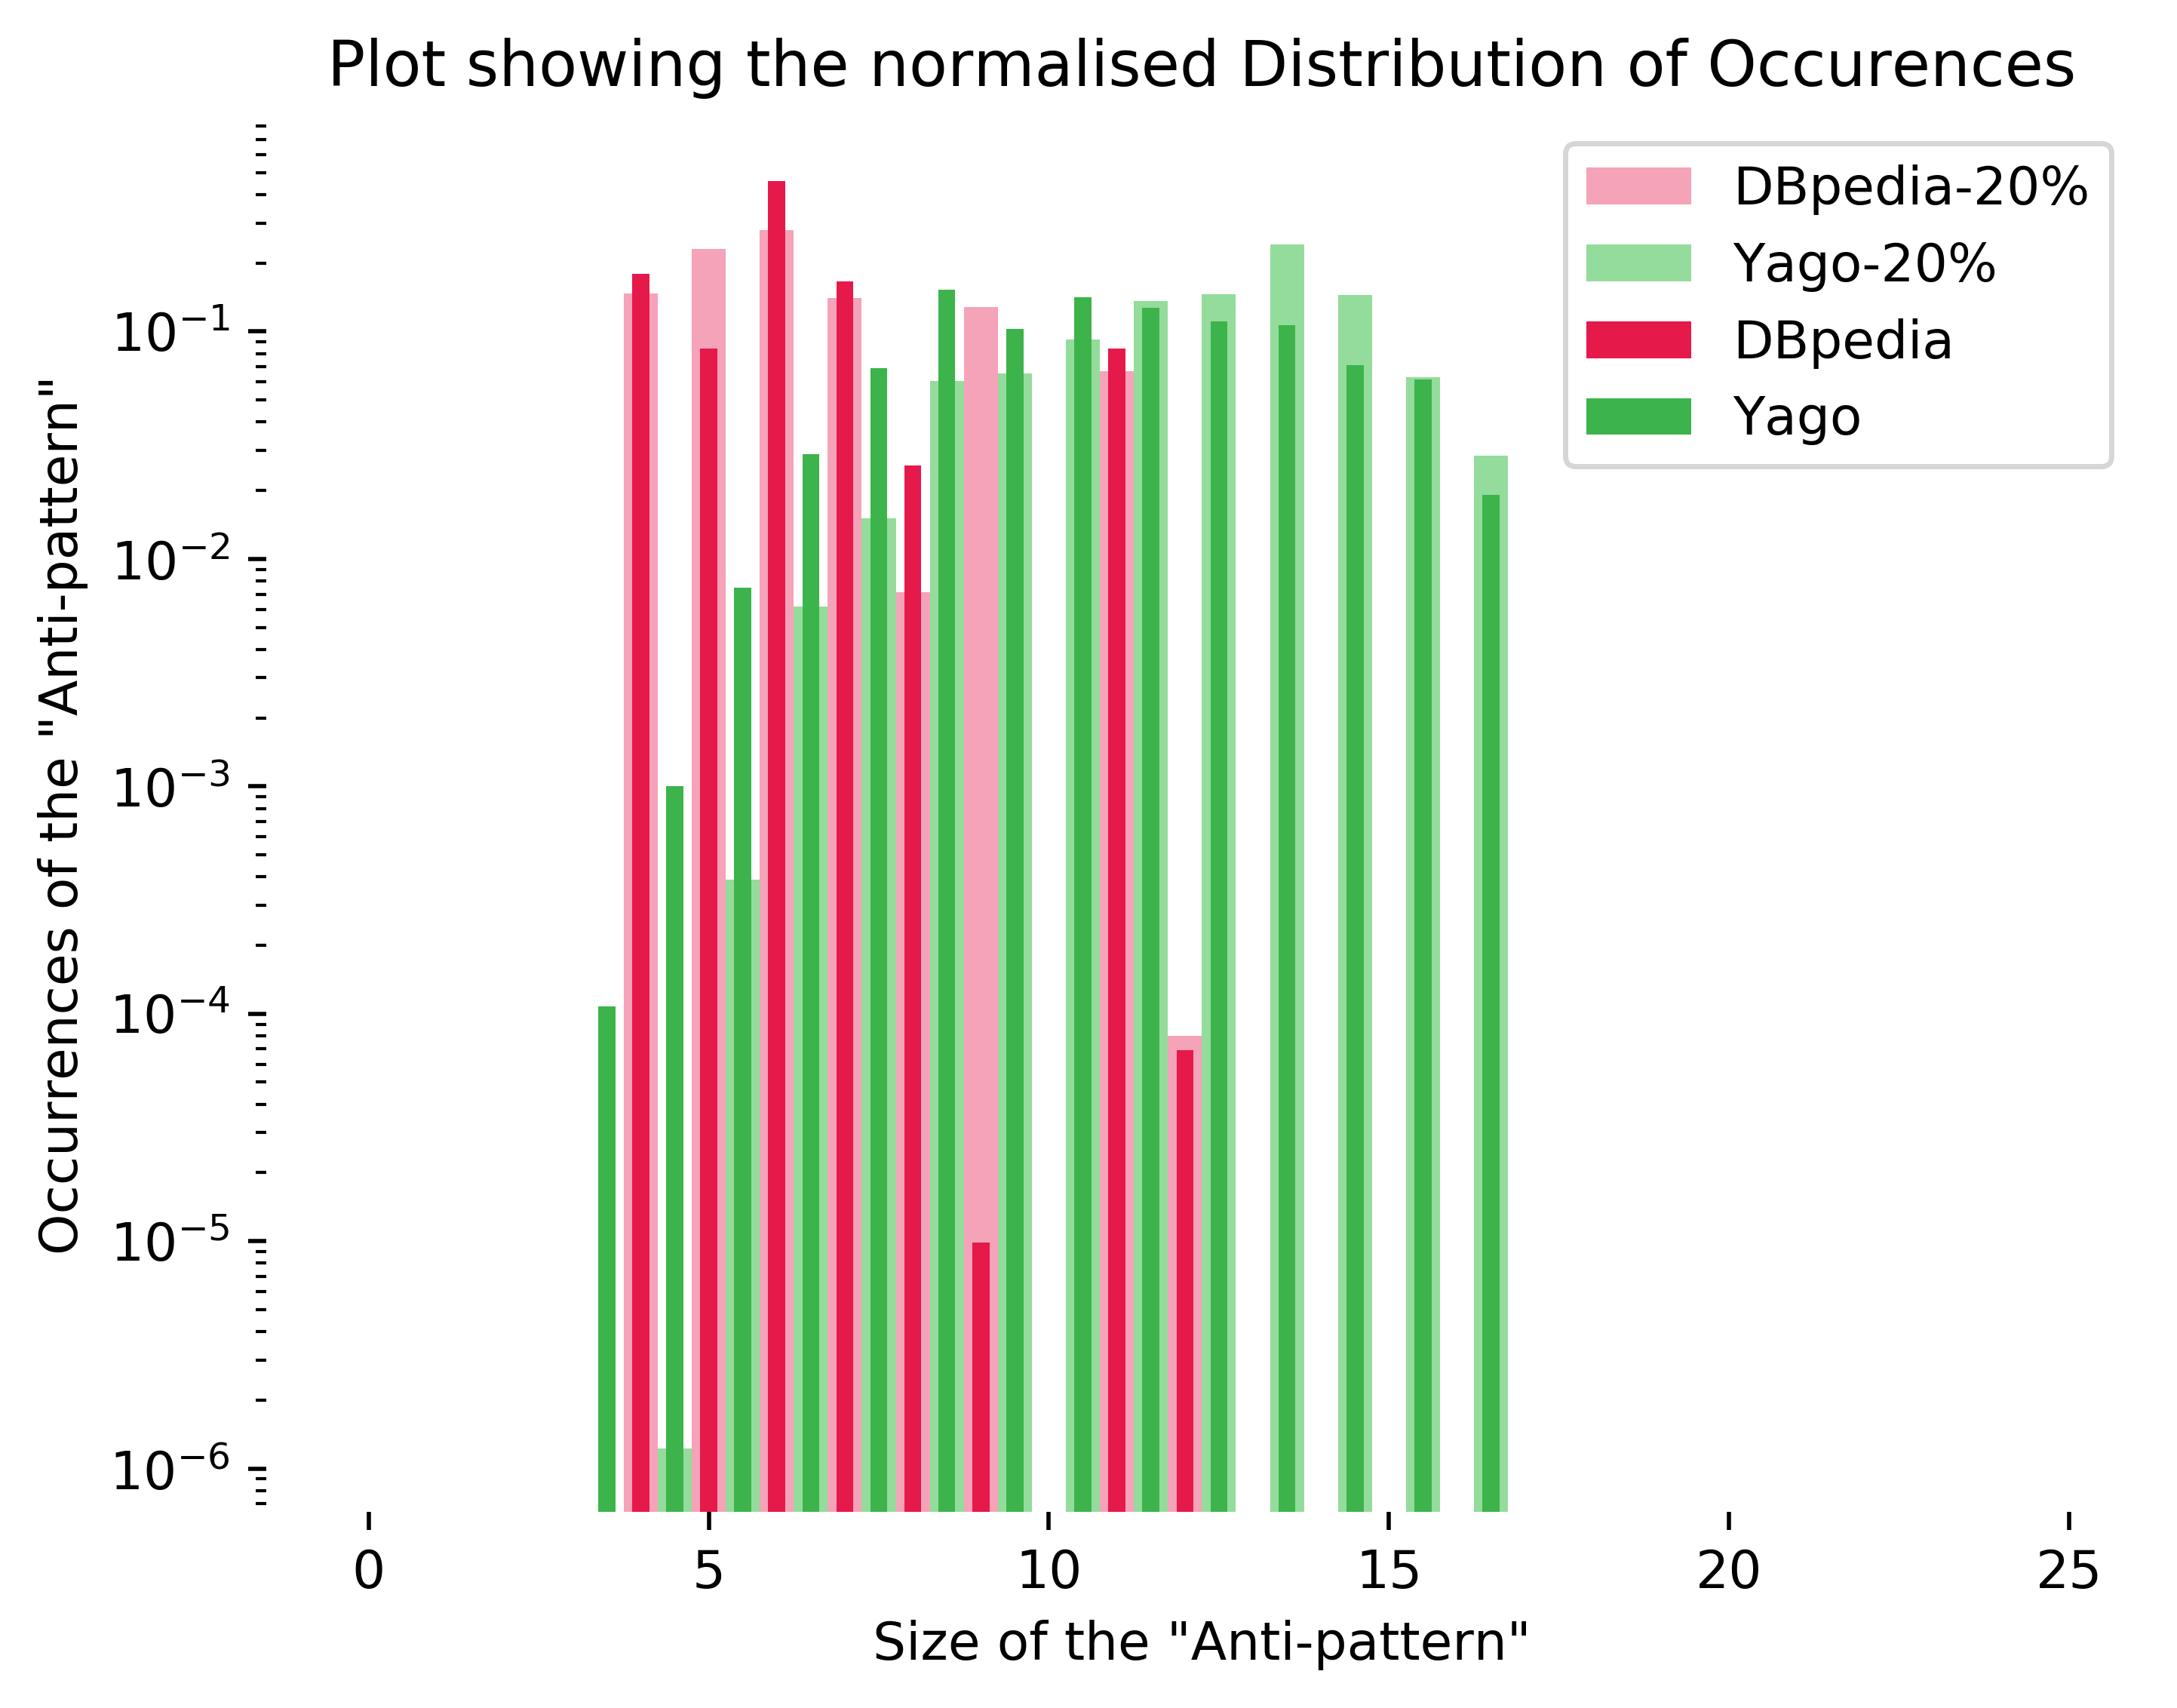 Plot showing the normalised Distribution of Occurences
DBpedia-20%
Yago-20%
DBpedia
Yago
Occurrences of the "Anti-pattern"
10⁻¹
10⁻²
10⁻³
10⁻⁴
10⁻⁵
10⁻⁶
0 5 10 15 20 25
Size of the "Anti-pattern"